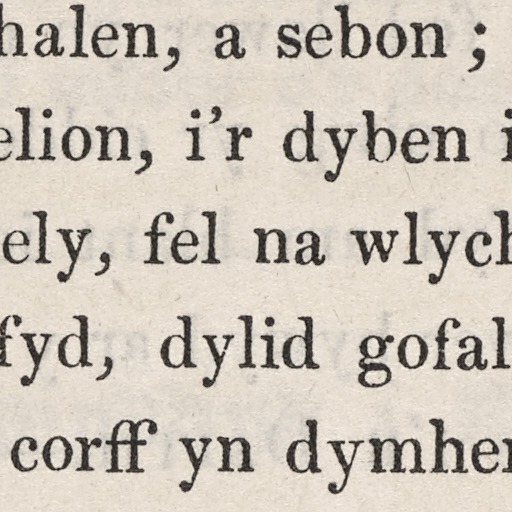 halen, a sebon ;
elion, i'r dyben i
ely, fel na wlych
fyd, dylid gofal
corff yn dymher